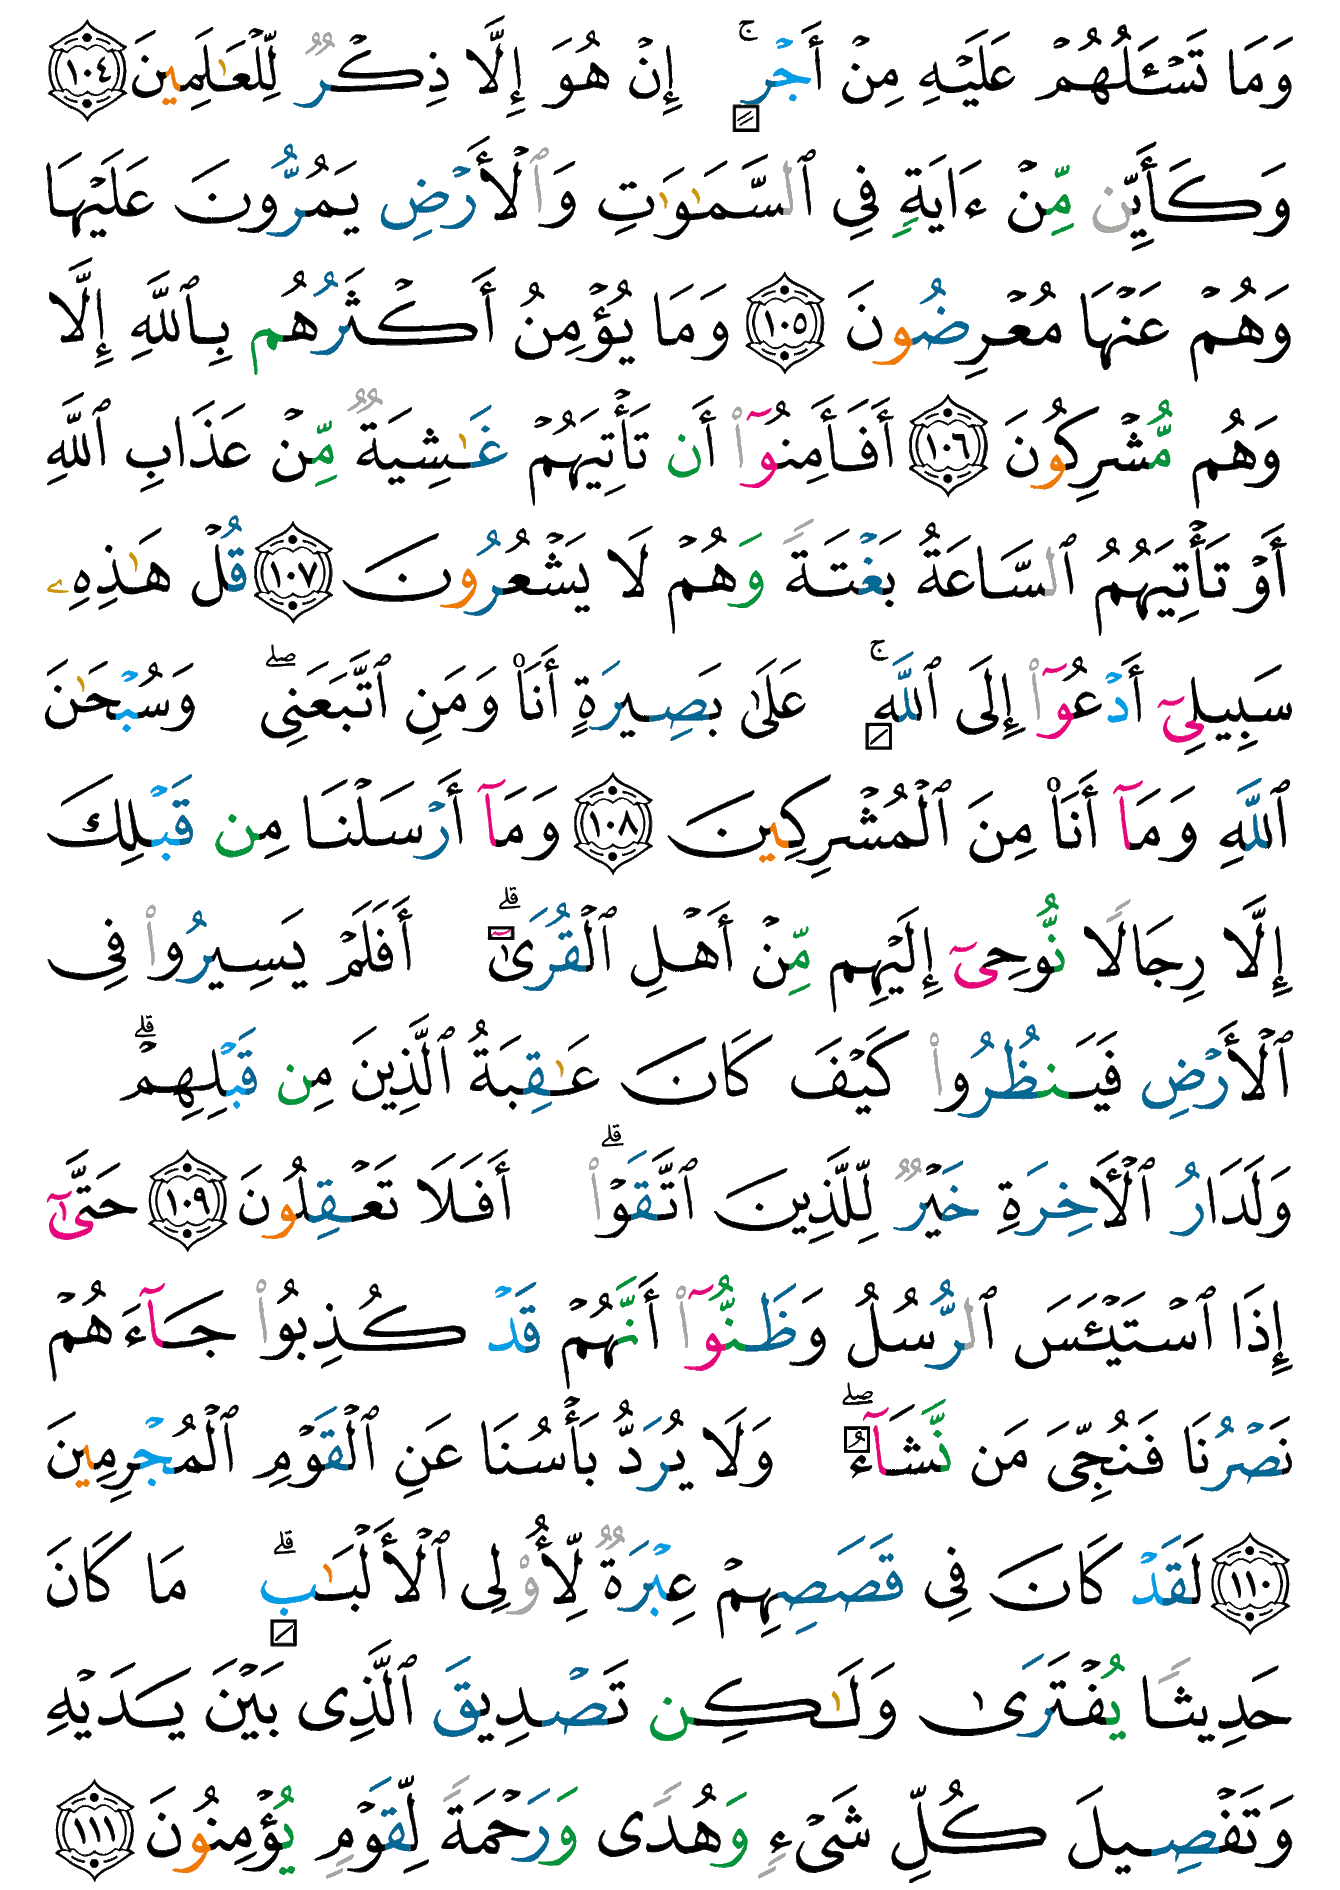 وَمَا تَسْـَٔلُهُمْ عَلَيْهِ مِنْ أَجْرٍ ۚ إِنْ هُوَ إِلَّا ذِكْرٌ لِّلْعَـٰلَمِينَ ١٠٤
وَكَأَيِّن مِّنْ ءَايَةٍ فِى ٱلسَّمَـٰوَٰتِ وَٱلْأَرْضِ يَمُرُّونَ عَلَيْهَا
وَهُمْ عَنْهَا مُعْرِضُونَ ١٠٥ وَمَا يُؤْمِنُ أَكْثَرُهُم بِٱللَّهِ إِلَّا
وَهُم مُّشْرِكُونَ ١٠٦ أَفَأَمِنُوٓا۟ أَن تَأْتِيَهُمْ غَـٰشِيَةٌ مِّنْ عَذَابِ ٱللَّهِ
أَوْ تَأْتِيَهُمُ ٱلسَّاعَةُ بَغْتَةً وَهُمْ لَا يَشْعُرُونَ ١٠٧ قُلْ هَـٰذِهِۦ
سَبِيلِىٓ أَدْعُوٓا۟ إِلَى ٱللَّهِ ۚ عَلَىٰ بَصِيرَةٍ أَنَا۠ وَمَنِ ٱتَّبَعَنِى ۖ وَسُبْحَـٰنَ
ٱللَّهِ وَمَآ أَنَا۠ مِنَ ٱلْمُشْرِكِينَ ١٠٨ وَمَآ أَرْسَلْنَا مِن قَبْلِكَ
إِلَّا رِجَالًا نُّوحِىٓ إِلَيْهِم مِّنْ أَهْلِ ٱلْقُرَىٰٓ ۗ أَفَلَمْ يَسِيرُوا۟ فِى
ٱلْأَرْضِ فَيَنظُرُوا۟ كَيْفَ كَانَ عَـٰقِبَةُ ٱلَّذِينَ مِن قَبْلِهِمْ ۗ
وَلَدَارُ ٱلْـَٔاخِرَةِ خَيْرٌ لِّلَّذِينَ ٱتَّقَوْا۟ ۗ أَفَلَا تَعْقِلُونَ ١٠٩ حَتَّىٰٓ
إِذَا ٱسْتَيْـَٔسَ ٱلرُّسُلُ وَظَنُّوٓا۟ أَنَّهُمْ قَدْ كُذِبُوا۟ جَآءَهُمْ
نَصْرُنَا فَنُجِّىَ مَن نَّشَآءُ ۖ وَلَا يُرَدُّ بَأْسُنَا عَنِ ٱلْقَوْمِ ٱلْمُجْرِمِينَ
١١٠ لَقَدْ كَانَ فِى قَصَصِهِمْ عِبْرَةٌ لِّأُو۟لِى ٱلْأَلْبَـٰبِ ۗ مَا كَانَ
حَدِيثًا يُفْتَرَىٰ وَلَـٰكِن تَصْدِيقَ ٱلَّذِى بَيْنَ يَدَيْهِ
وَتَفْصِيلَ كُلِّ شَىْءٍ وَهُدًى وَرَحْمَةً لِّقَوْمٍ يُؤْمِنُونَ ١١١